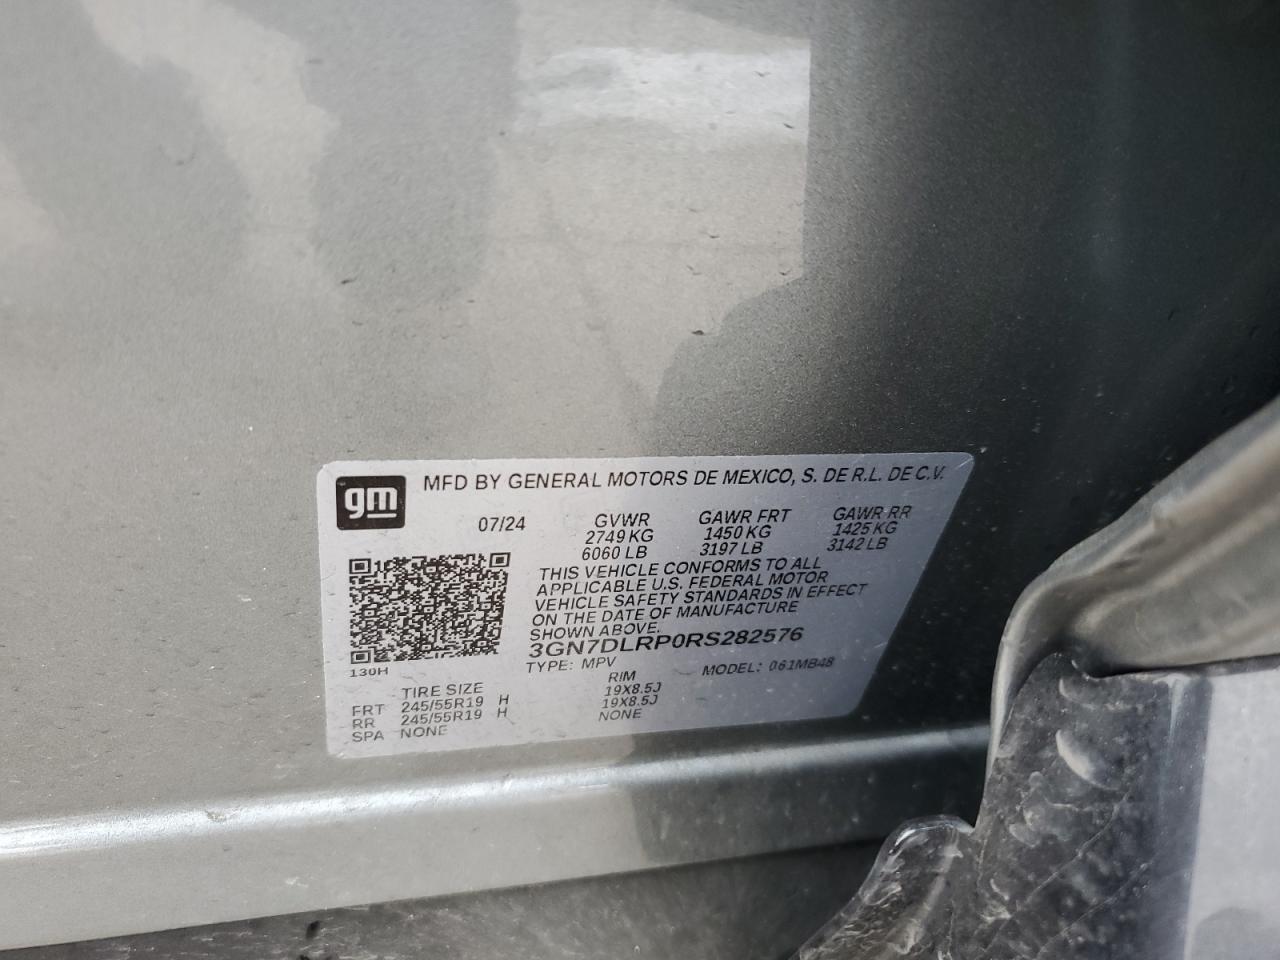 gm
MFD BY GENERAL MOTORS DE MEXICO, S. DE R.L. DE C.V.
07/24 GVWR GAWR FRT GAWR RR
2749 KG 1450 KG 1425 KG
6060 LB 3197 LB 3142 LB
THIS VEHICLE CONFORMS TO ALL
APPLICABLE U.S. FEDERAL MOTOR
VEHICLE SAFETY STANDARDS IN EFFECT
ON THE DATE OF MANUFACTURE
SHOWN ABOVE.
3GN7DLRP0RS282576
130H TYPE: MPV MODEL: 061MB48
TIRE SIZE RIM
FRT 245/55R19 H 19X8.5J
RR 245/55R19 H 19X8.5J
SPA NONE NONE